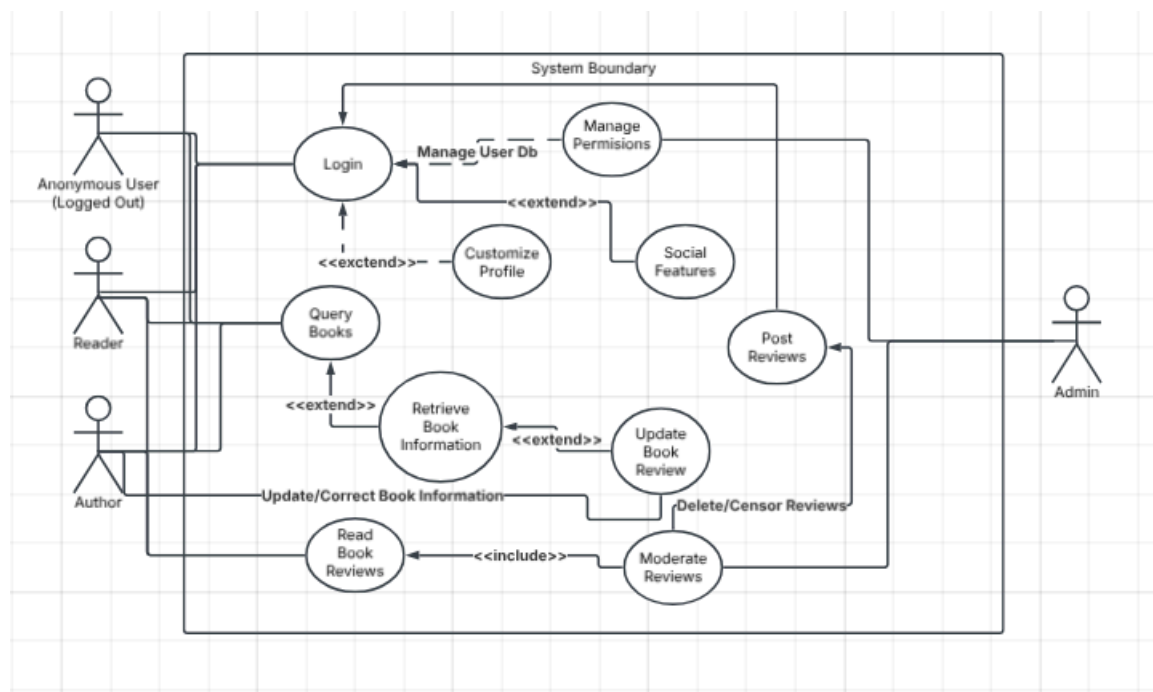 System Boundary
Anonymous User
(Logged Out)
Login
Manage User Db
Manage
Permisions
<<extend>>
<<exctend>>
Customize
Profile
Social
Features
Reader
Query
Books
Post
Reviews
Admin
<<extend>>
Retrieve
Book
Information
<<extend>>
Update
Book
Review
Author
Update/Correct Book Information
Delete/Censor Reviews
Read
Book
Reviews
<<include>>
Moderate
Reviews